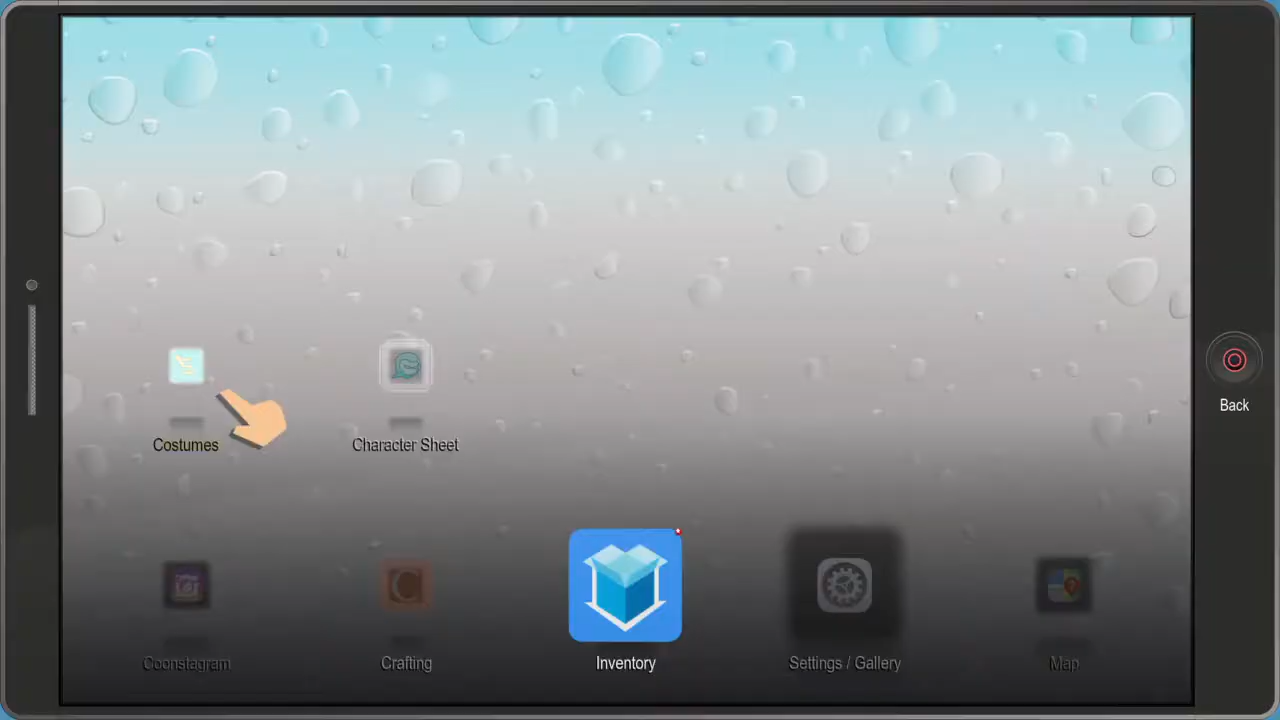 Back
Costumes
Character Sheet
Coonstagram
Crafting
Inventory
Settings / Gallery
Map